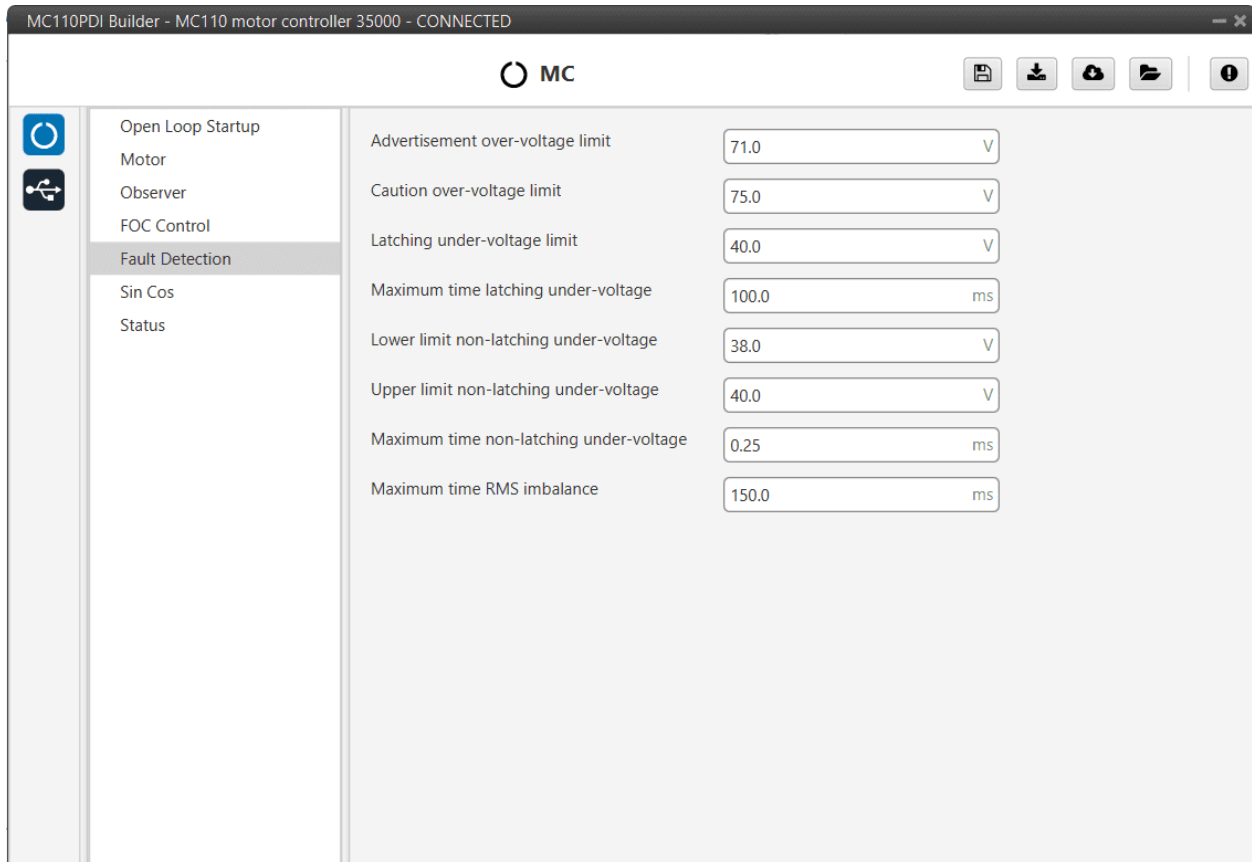 MC110PDI Builder - MC110 motor controller 35000 - CONNECTED
MC
Open Loop Startup
Motor
Observer
FOC Control
Fault Detection
Sin Cos
Status
Advertisement over-voltage limit 71.0 V
Caution over-voltage limit 75.0 V
Latching under-voltage limit 40.0 V
Maximum time latching under-voltage 100.0 ms
Lower limit non-latching under-voltage 38.0 V
Upper limit non-latching under-voltage 40.0 V
Maximum time non-latching under-voltage 0.25 ms
Maximum time RMS imbalance 150.0 ms